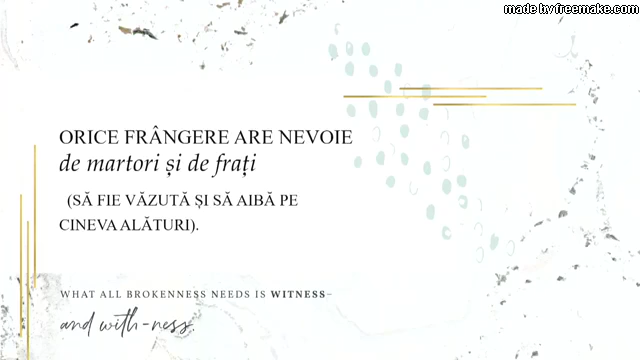 made by freemake.com
ORICE FRÂNGERE ARE NEVOIE
de martori și de frați
(SĂ FIE VĂZUTĂ ȘI SĂ AIBĂ PE
CINEVA ALĂTURI).
WHAT ALL BROKENNESS NEEDS IS WITNESS–
and with-ness.